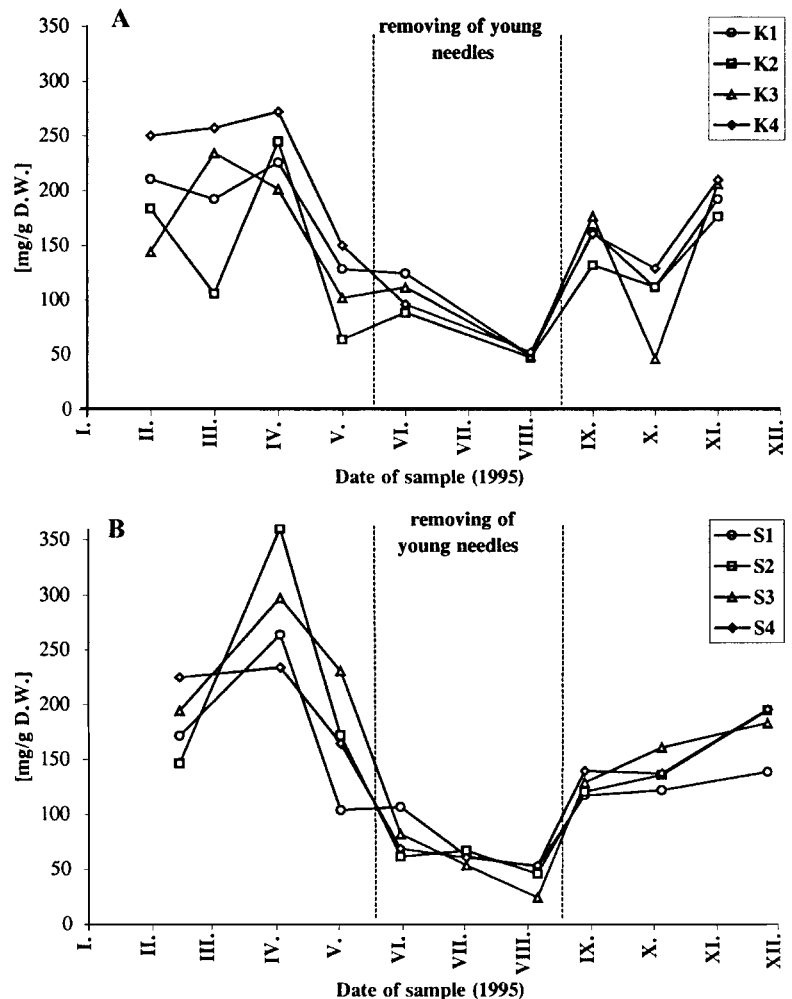 A
removing of young
needles
K1
K2
K3
K4
350
300
250
200
150
100
50
0
[mg/g D.W.]
I.
II.
III.
IV.
V.
VI.
VII.
VIII.
IX.
X.
XI.
XII.
Date of sample (1995)
B
removing of
young needles
S1
S2
S3
S4
350
300
250
200
150
100
50
0
[mg/g D.W.]
I.
II.
III.
IV.
V.
VI.
VII.
VIII.
IX.
X.
XI.
XII.
Date of sample (1995)